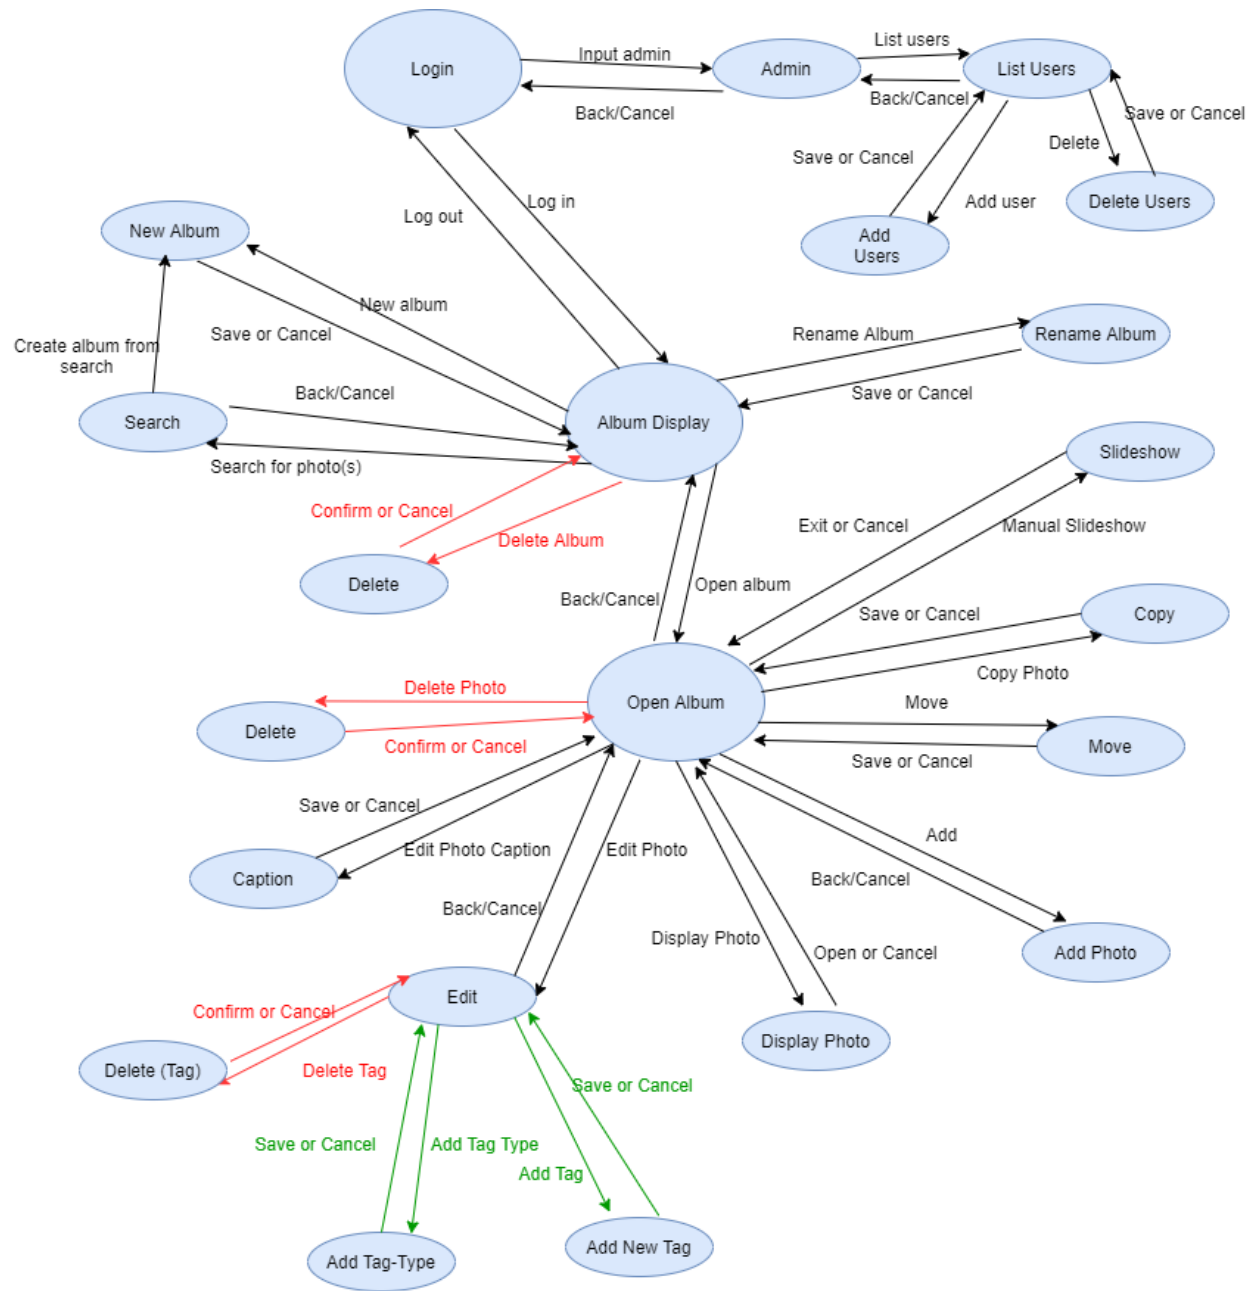 Login
Input admin
Admin
List users
List Users
Back/Cancel
Back/Cancel
Save or Cancel
Save or Cancel
Delete
Delete Users
Add user
Add
Users
Log in
Log out
New Album
New album
Save or Cancel
Create album from
search
Back/Cancel
Search
Search for photo(s)
Album Display
Rename Album
Rename Album
Save or Cancel
Confirm or Cancel
Delete Album
Delete
Slideshow
Exit or Cancel
Manual Slideshow
Back/Cancel
Open album
Save or Cancel
Copy
Copy Photo
Delete Photo
Open Album
Delete
Confirm or Cancel
Move
Move
Save or Cancel
Save or Cancel
Edit Photo Caption
Edit Photo
Caption
Back/Cancel
Add
Back/Cancel
Display Photo
Open or Cancel
Add Photo
Edit
Confirm or Cancel
Display Photo
Delete (Tag)
Delete Tag
Save or Cancel
Save or Cancel
Add Tag Type
Add Tag
Add Tag-Type
Add New Tag